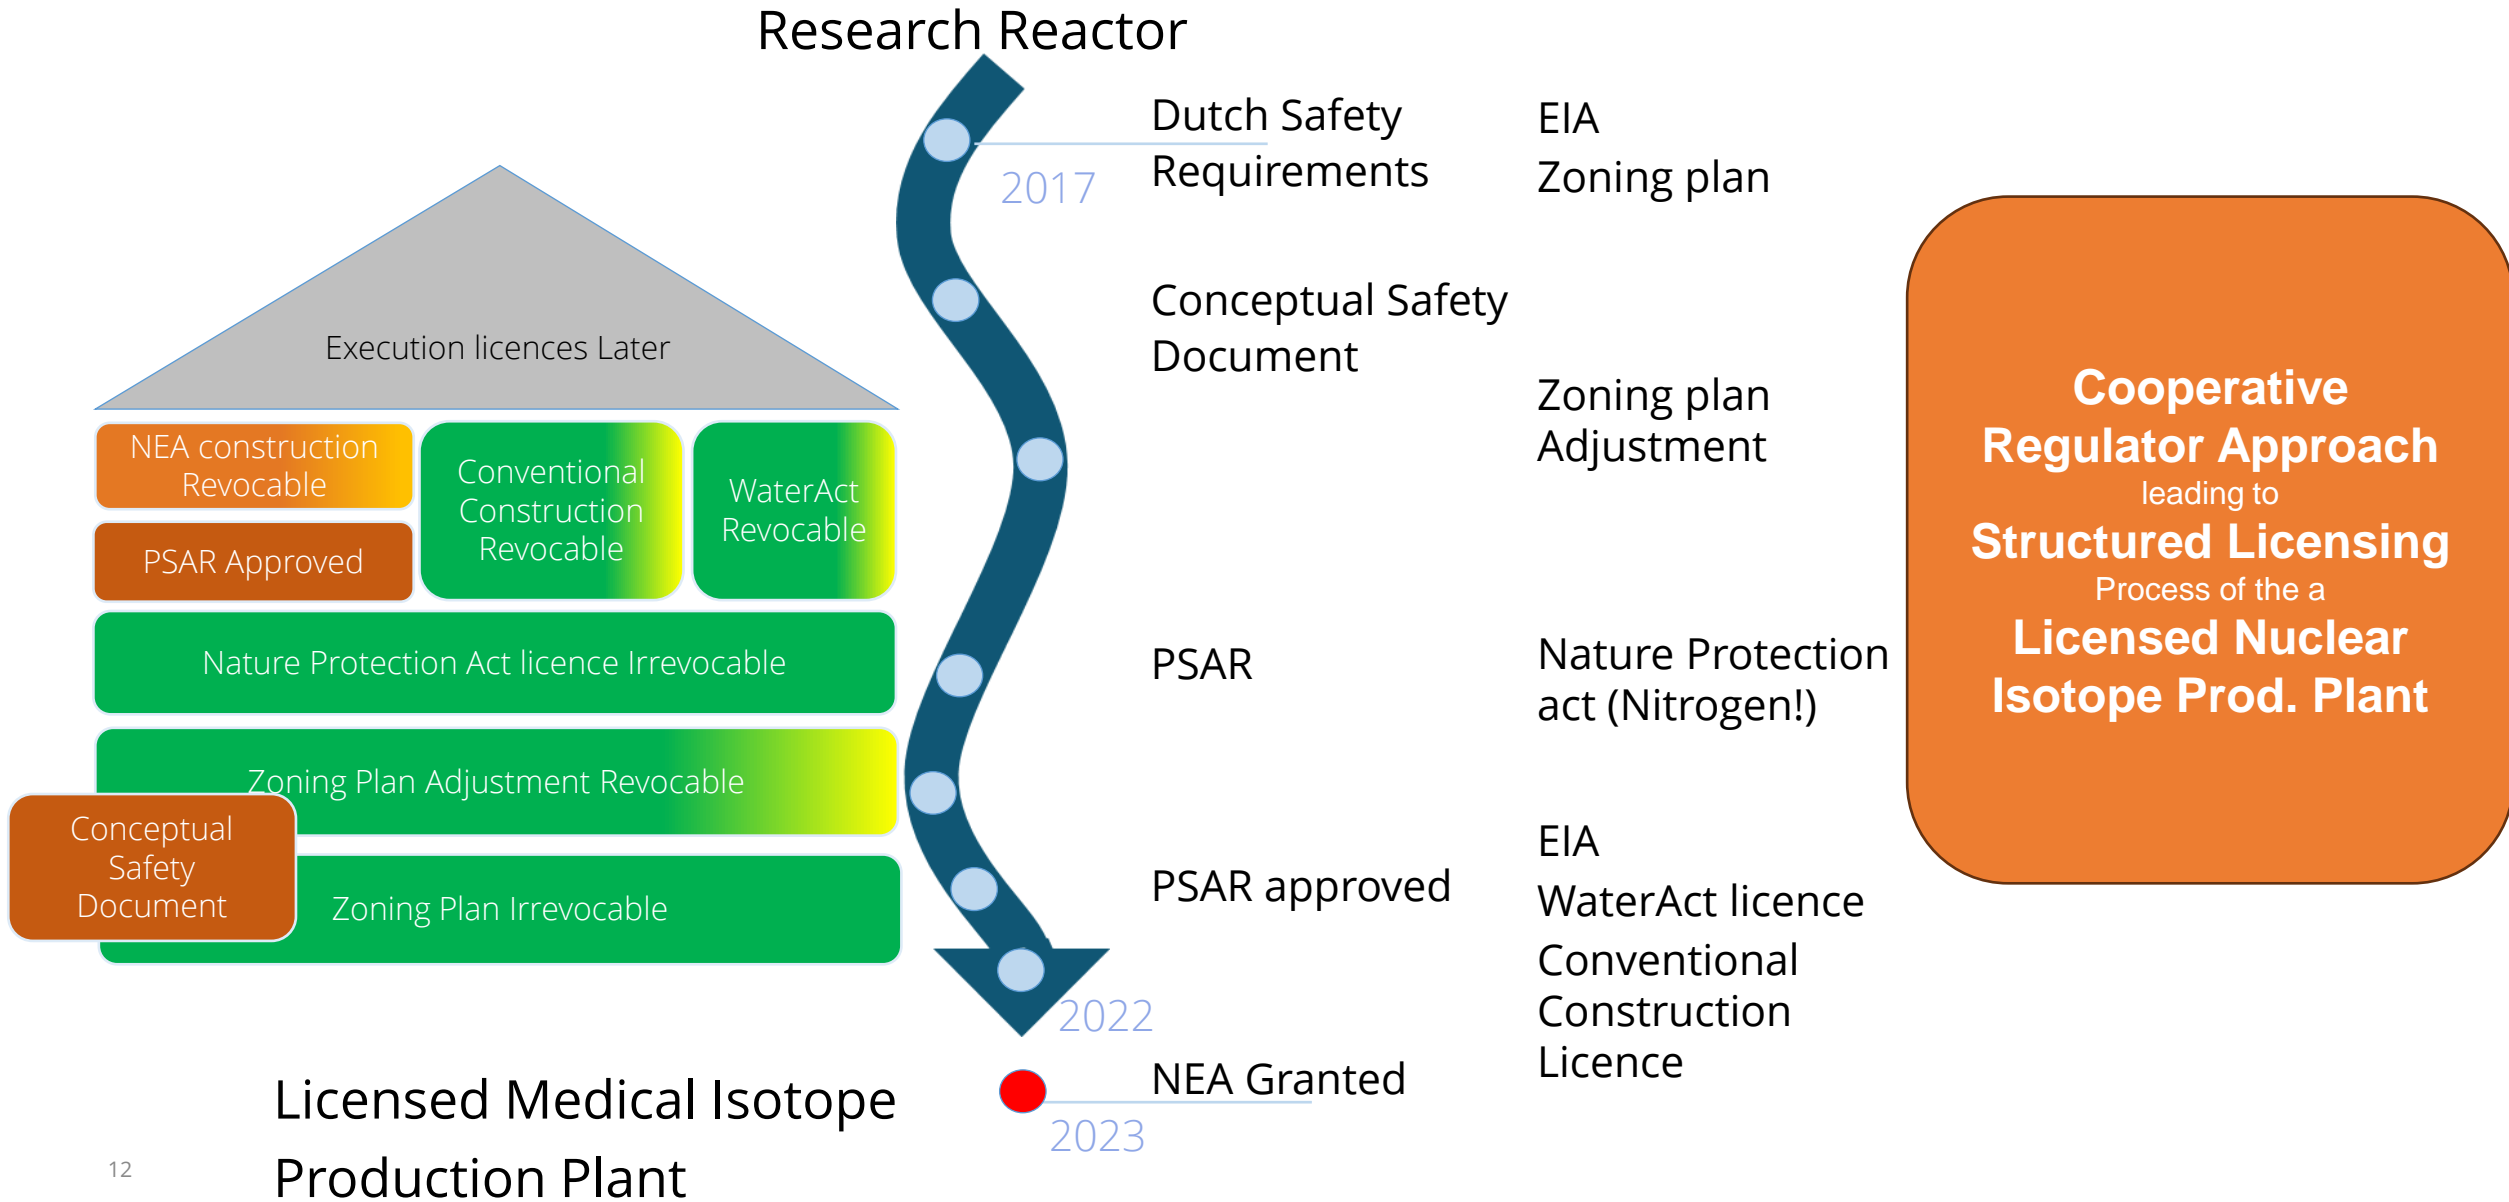 Research Reactor
Dutch Safety
Requirements
EIA
Zoning plan
2017
Conceptual Safety
Document
Zoning plan
Adjustment
PSAR
Nature Protection
act (Nitrogen!)
PSAR approved
EIA
WaterAct licence
Conventional
Construction
Licence
2022
NEA Granted
2023
Execution licences Later
NEA construction
Revocable
PSAR Approved
Conventional
Construction
Revocable
WaterAct
Revocable
Nature Protection Act licence Irrevocable
Zoning Plan Adjustment Revocable
Conceptual
Safety
Document
Zoning Plan Irrevocable
Licensed Medical Isotope
Production Plant
Cooperative
Regulator Approach
leading to
Structured Licensing
Process of the a
Licensed Nuclear
Isotope Prod. Plant
12